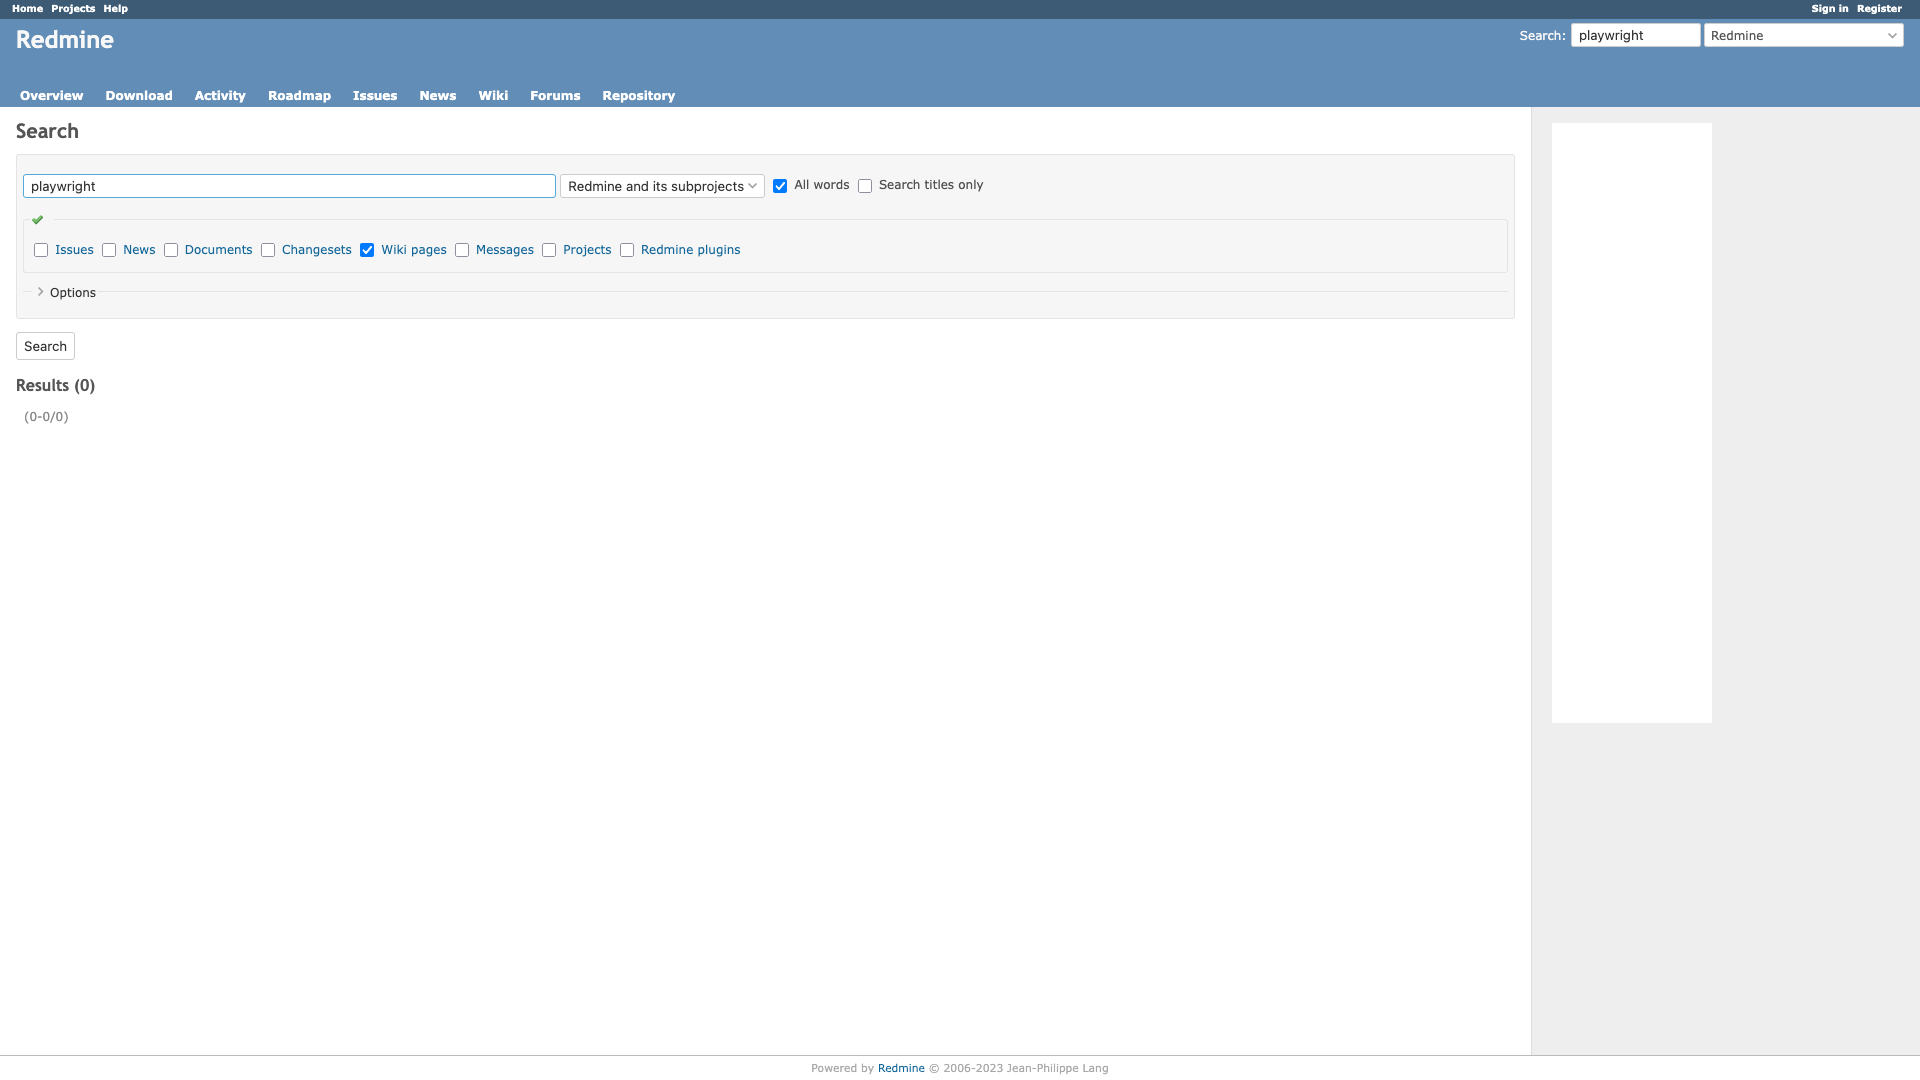 Home Projects Help Sign in Register
Redmine
Search: playwright Redmine
Overview Download Activity Roadmap Issues News Wiki Forums Repository
Search
playwright Redmine and its subprojects All words Search titles only
Issues News Documents Changesets Wiki pages Messages Projects Redmine plugins
Options
Search
Results (0)
(0-0/0)
Powered by Redmine © 2006-2023 Jean-Philippe Lang